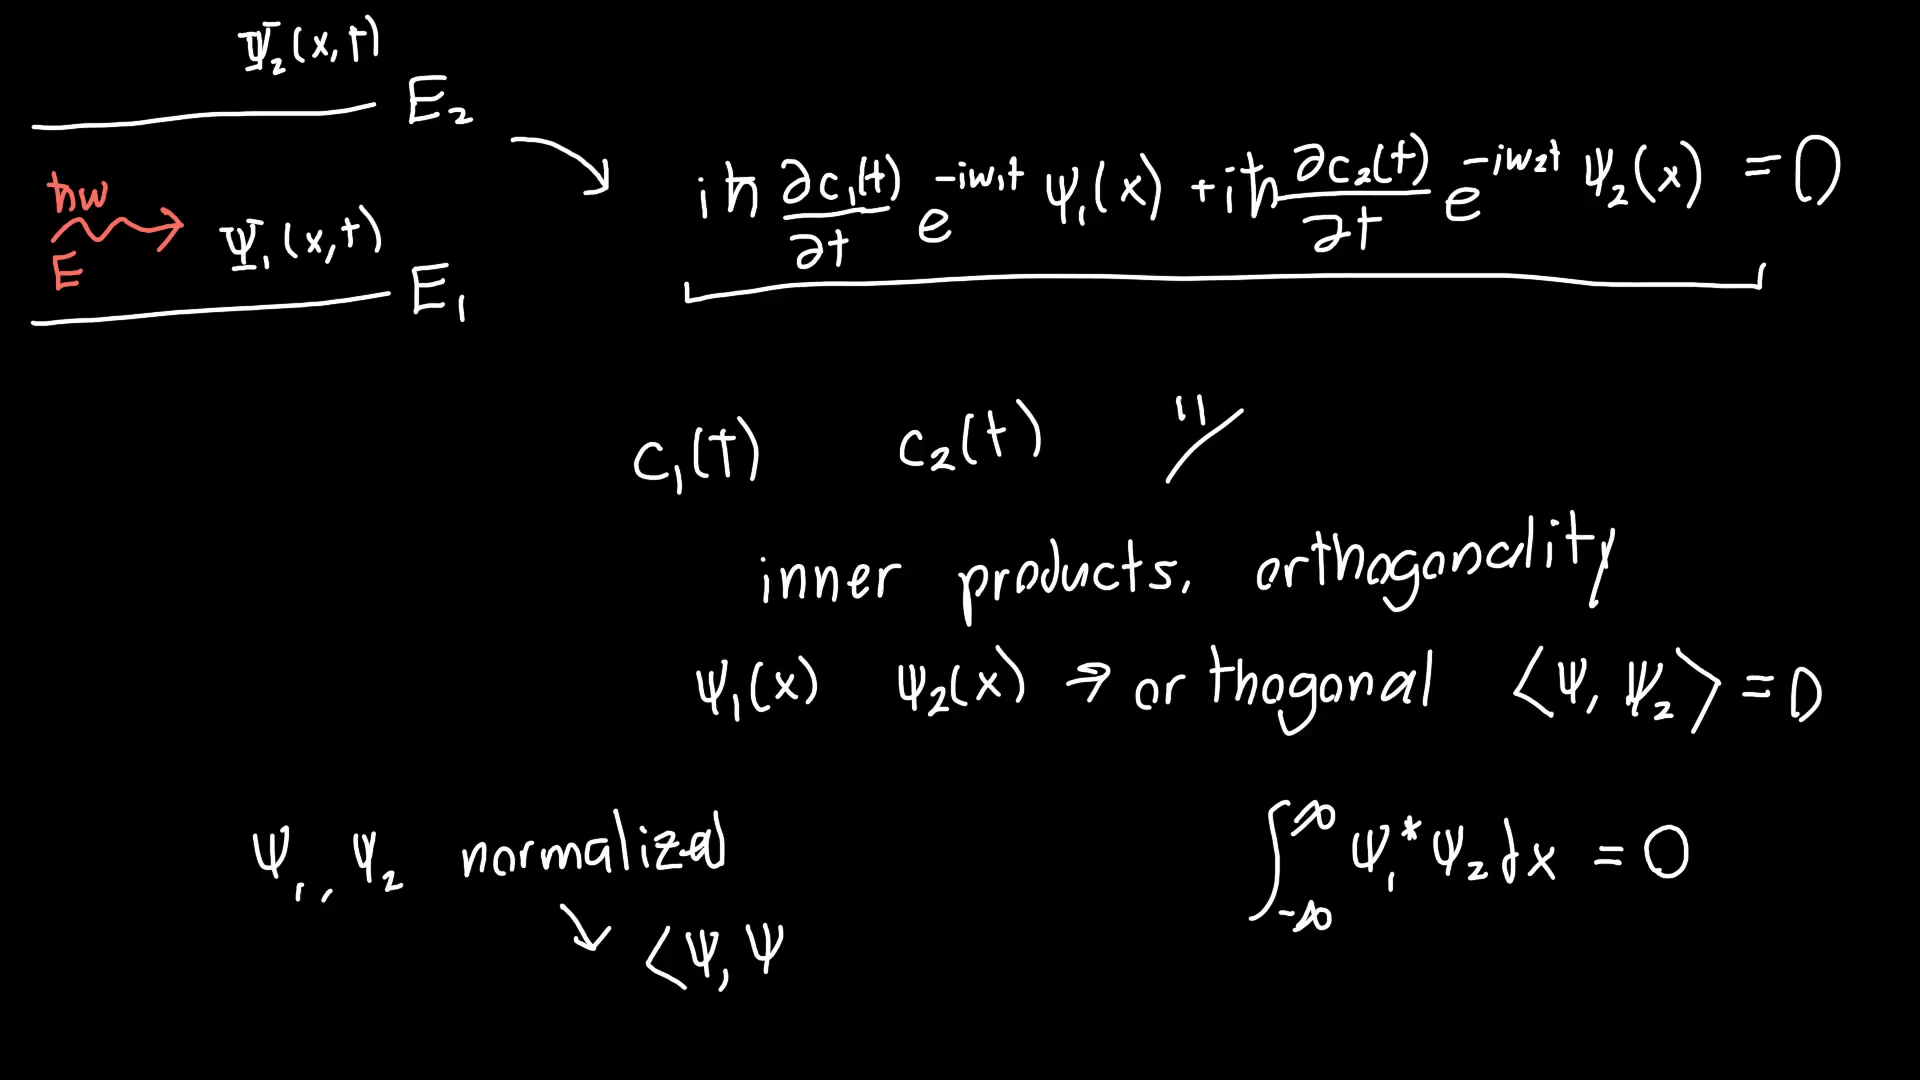 Ψ₂(x,t)
E₂
ħω
E
Ψ₁(x,t)
E₁
iħ ∂c₁(t)/∂t e^{-iω₁t} ψ₁(x) + iħ ∂c₂(t)/∂t e^{-iω₂t} ψ₂(x) = 0
c₁(t) c₂(t) "
inner products, orthogonality
ψ₁(x) ψ₂(x) → orthogonal ⟨ψ₁ ψ₂⟩ = 0
ψ₁, ψ₂ normalized
∫_{-∞}^{∞} ψ₁* ψ₂ dx = 0
⟨ψ₁ ψ